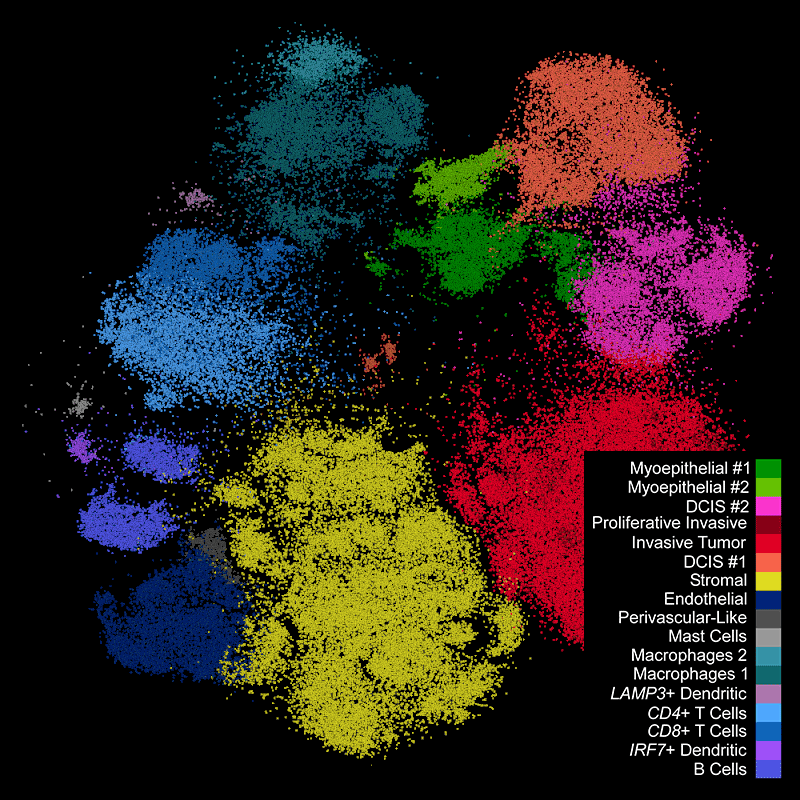 Myoepithelial #1
Myoepithelial #2
DCIS #2
Proliferative Invasive
Invasive Tumor
DCIS #1
Stromal
Endothelial
Perivascular-Like
Mast Cells
Macrophages 2
Macrophages 1
LAMP3+ Dendritic
CD4+ T Cells
CD8+ T Cells
IRF7+ Dendritic
B Cells